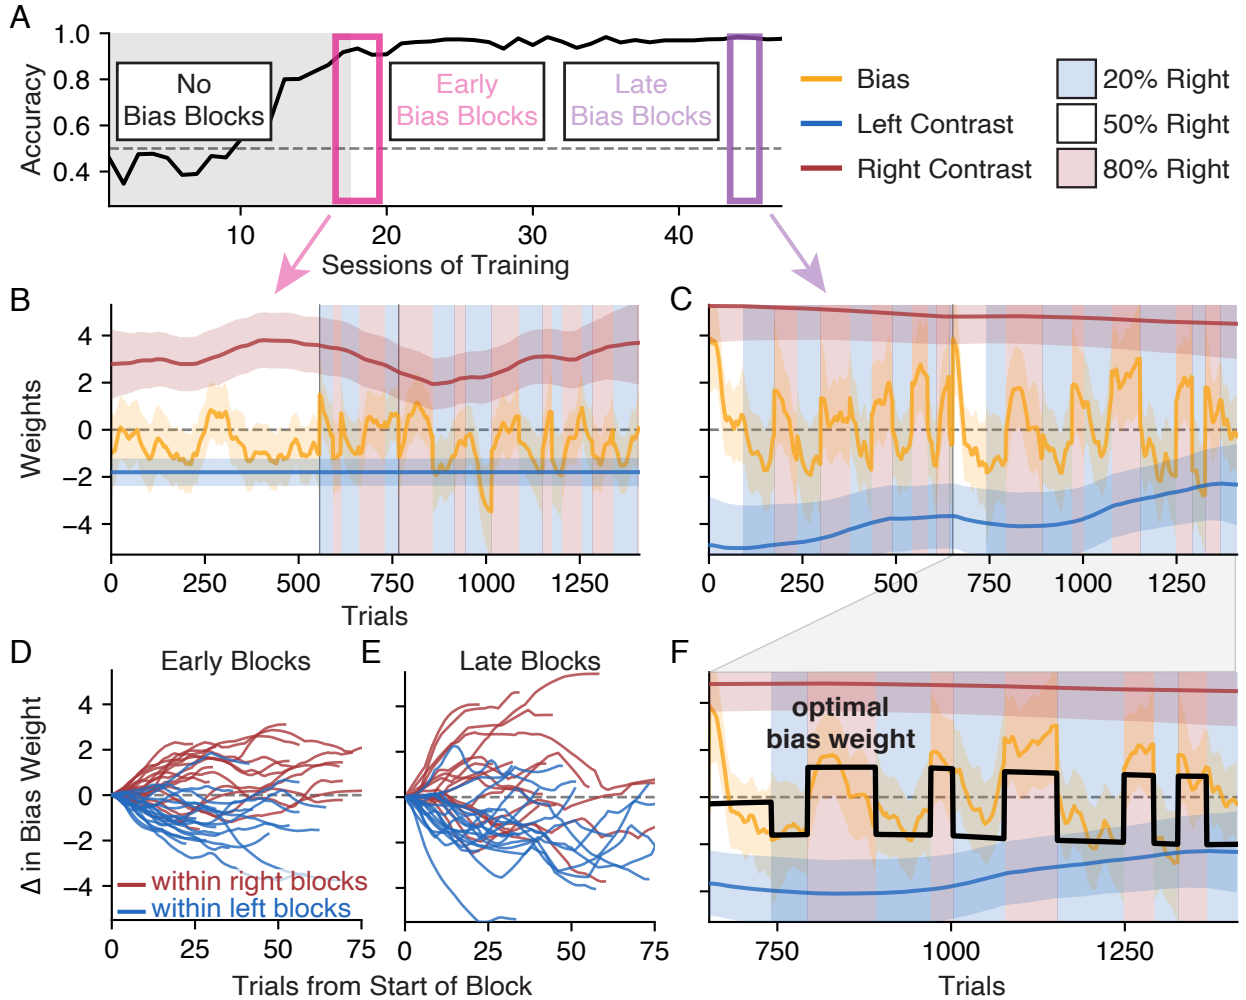 A
1.0
0.8
0.6
0.4
Accuracy
No
Bias Blocks
Early
Bias Blocks
Late
Bias Blocks
10
20
30
40
Sessions of Training
Bias
Left Contrast
Right Contrast
20% Right
50% Right
80% Right
B
4
2
0
−2
−4
Weights
0
250
500
750
1000
1250
Trials
C
0
250
500
750
1000
1250
D
Early Blocks
4
2
0
−2
−4
Δ in Bias Weight
within right blocks
within left blocks
0
25
50
75
E
Late Blocks
0
25
50
75
Trials from Start of Block
F
optimal
bias weight
750
1000
1250
Trials